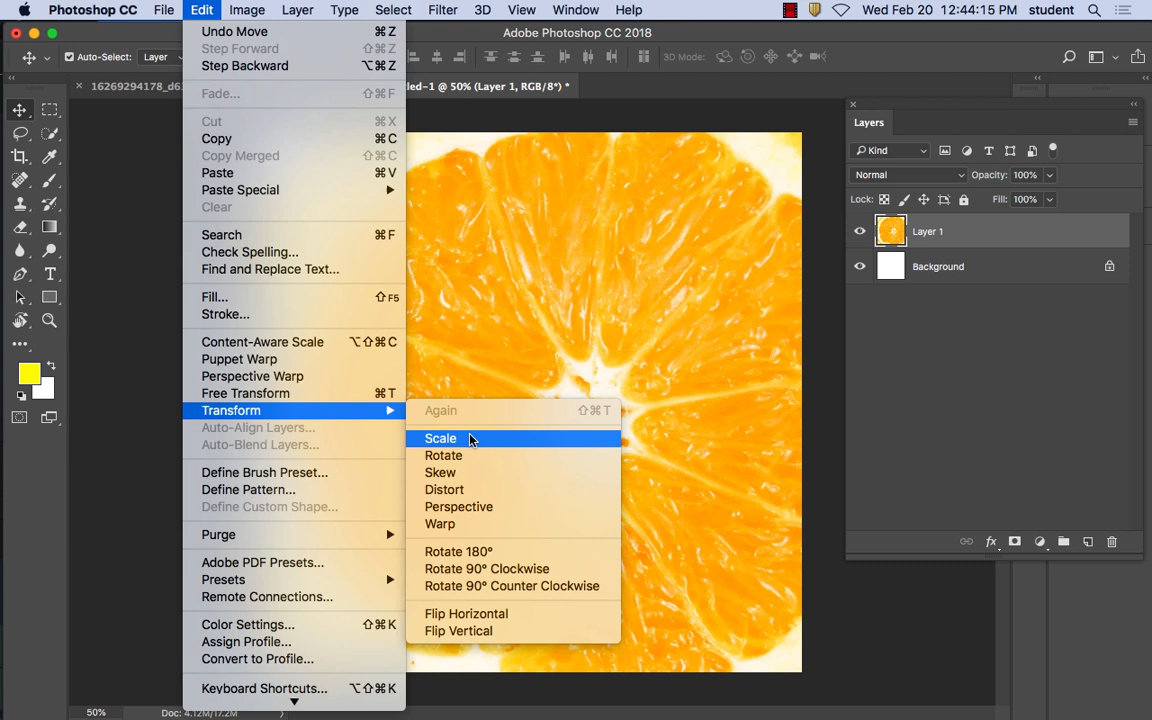 Photoshop CC File Edit Image Layer Type Select Filter 3D View Window Help Wed Feb 20 12:44:15 PM student
Adobe Photoshop CC 2018
Auto-Select: Layer 3D Mode:
× 16269294178_d6 led-1 @ 50% (Layer 1, RGB/8*) *
Undo Move ⌘Z
Step Forward ⇧⌘Z
Step Backward ⌥⌘Z
Fade... ⇧⌘F
Cut ⌘X
Copy ⌘C
Copy Merged ⇧⌘C
Paste ⌘V
Paste Special
Clear
Search ⌘F
Check Spelling...
Find and Replace Text...
Fill... ⇧F5
Stroke...
Content-Aware Scale ⌥⇧⌘C
Puppet Warp
Perspective Warp
Free Transform ⌘T
Transform
Auto-Align Layers...
Auto-Blend Layers...
Define Brush Preset...
Define Pattern...
Define Custom Shape...
Purge
Adobe PDF Presets...
Presets
Remote Connections...
Color Settings... ⇧⌘K
Assign Profile...
Convert to Profile...
Keyboard Shortcuts... ⌥⇧⌘K
Again ⇧⌘T
Scale
Rotate
Skew
Distort
Perspective
Warp
Rotate 180°
Rotate 90° Clockwise
Rotate 90° Counter Clockwise
Flip Horizontal
Flip Vertical
Layers
Kind
Normal Opacity: 100%
Lock: Fill: 100%
Layer 1
Background
fx
50% Doc: 4.12M/17.2M